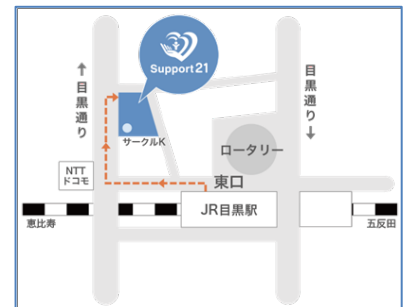 Support21
↑
目黒通り
目黒通り
↓
サークルK
ロータリー
NTT
ドコモ
東口
JR目黒駅
恵比寿
五反田